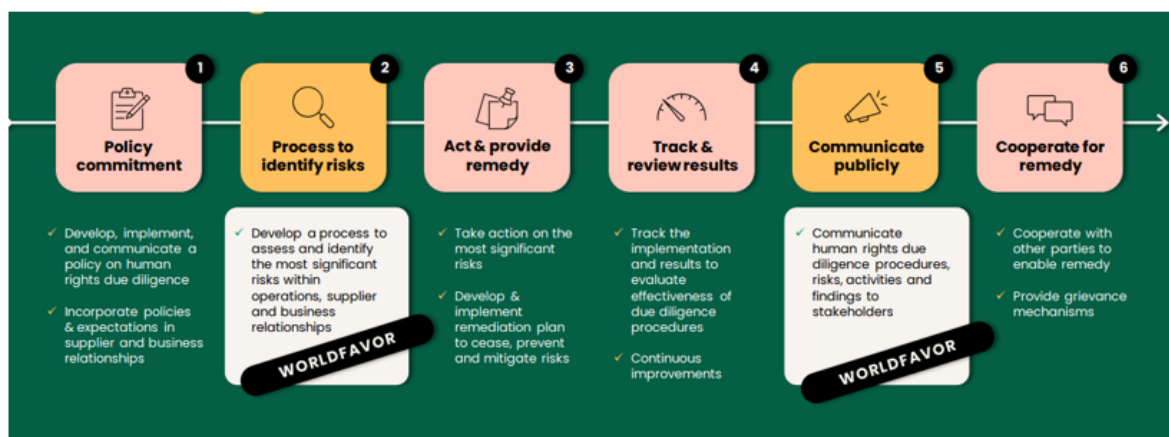 1
Policy
commitment
Develop, implement,
and communicate a
policy on human
rights due diligence
Incorporate policies
& expectations in
supplier and business
relationships
2
Process to
identify risks
Develop a process to
assess and identify
the most significant
risks within
operations, supplier
and business
relationships
WORLDFAVOR
3
Act & provide
remedy
Take action on the
most significant
risks
Develop &
implement
remediation plan
to cease, prevent
and mitigate risks
4
Track &
review results
Track the
implementation
and results to
evaluate
effectiveness of
due diligence
procedures
Continuous
improvements
5
Communicate
publicly
Communicate
human rights due
diligence procedures,
risks, activities and
findings to
stakeholders
WORLDFAVOR
6
Cooperate for
remedy
Cooperate with
other parties to
enable remedy
Provide grievance
mechanisms